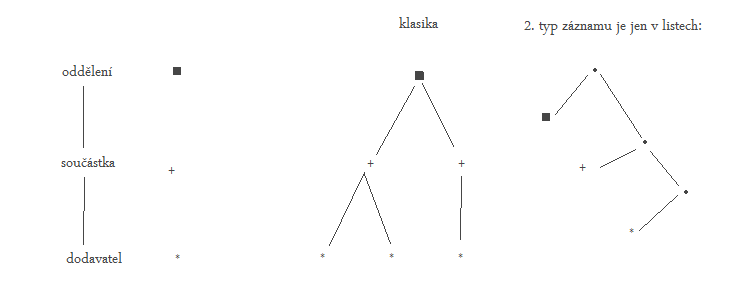 klasika
2. typ záznamu je jen v listech:
oddělení
součástka
+
+
+
+
dodavatel
*
*
*
*
*